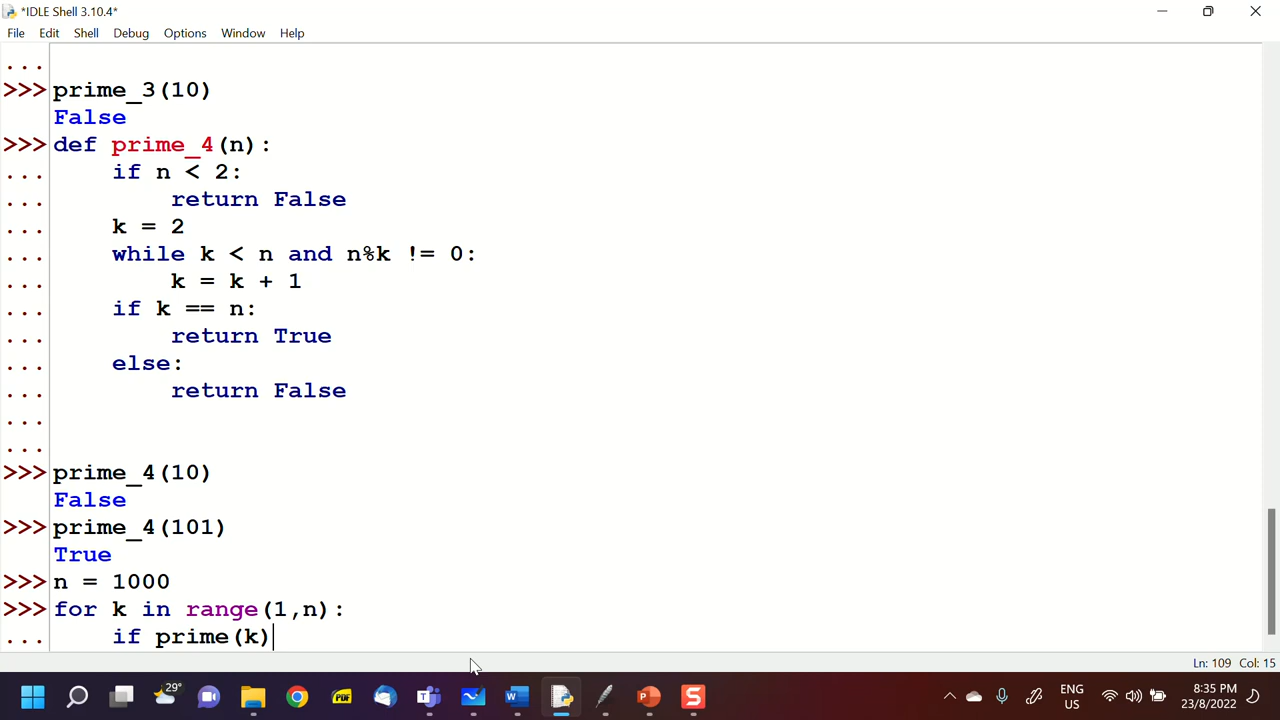 *IDLE Shell 3.10.4*
File Edit Shell Debug Options Window Help
...
>>> prime_3(10)
False
>>> def prime_4(n):
... if n < 2:
... return False
... k = 2
... while k < n and n%k != 0:
... k = k + 1
... if k == n:
... return True
... else:
... return False
...
...
>>> prime_4(10)
False
>>> prime_4(101)
True
>>> n = 1000
>>> for k in range(1,n):
... if prime(k)
Ln: 109 Col: 15
29°
PDF
ENG
US
8:35 PM
23/8/2022